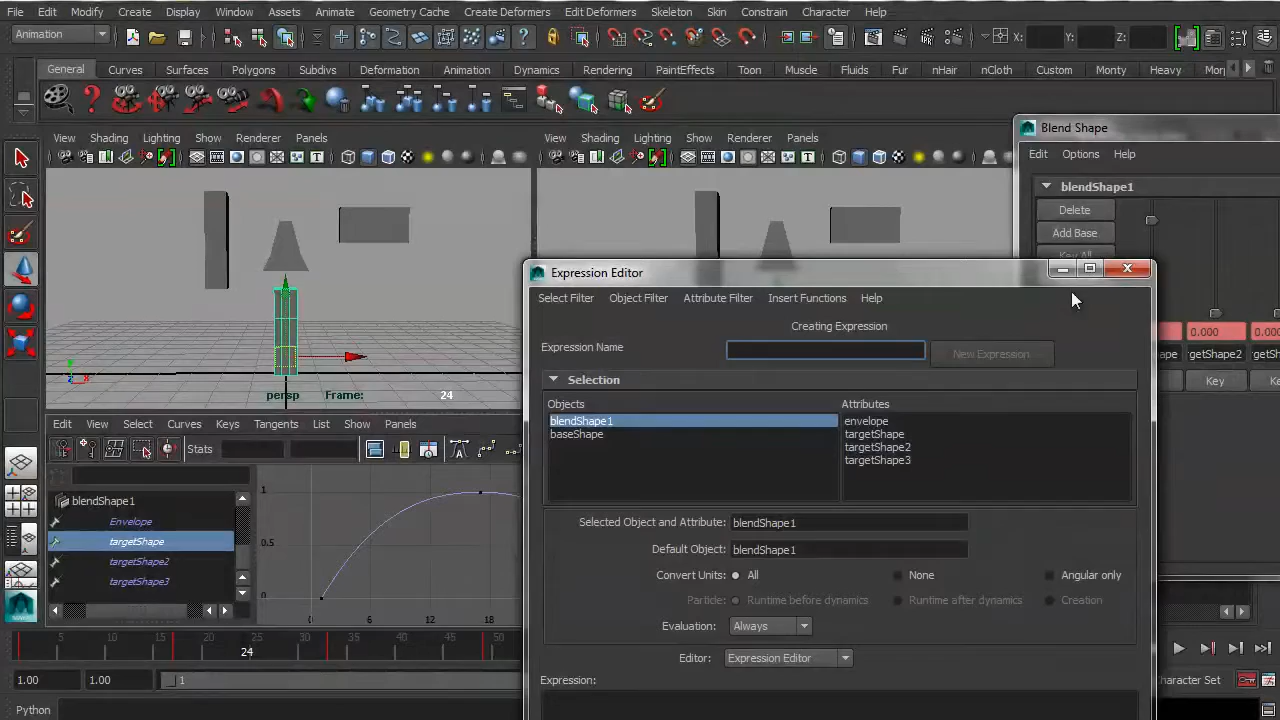 File Modify Create Display Window Assets Animate Geometry Cache Create Deformers Edit Deformers Skeleton Skin Constrain Character Help
Animation X: Y: Z:
General Curves Surfaces Polygons Subdivs Deformation Animation Dynamics Rendering PaintEffects Toon Muscle Fluids Fur nHair nCloth Custom Monty Heavy
View Shading Lighting Show Renderer Panels
View Shading Lighting Show Renderer Panels
persp Frame: 24
Blend Shape
Edit Options Help
blendShape1
Delete
Add Base
Key All
0.000 0.000
ape getShape2
Key Ke
Expression Editor
Select Filter Object Filter Attribute Filter Insert Functions Help
Creating Expression
Expression Name New Expression
Selection
Objects Attributes
blendShape1 envelope
baseShape targetShape
targetShape2
targetShape3
Selected Object and Attribute: blendShape1
Default Object: blendShape1
Convert Units: All None Angular only
Particle: Runtime before dynamics Runtime after dynamics Creation
Evaluation: Always
Editor: Expression Editor
Expression:
Edit View Select Curves Keys Tangents List Show Panels
Stats
blendShape1
Envelope
targetShape
targetShape2
targetShape3
1
0.5
0
0 6 12 18
5 10 15 20 25 30 35 40 45 50
24
1.00 1.00 1
Character Set
Python